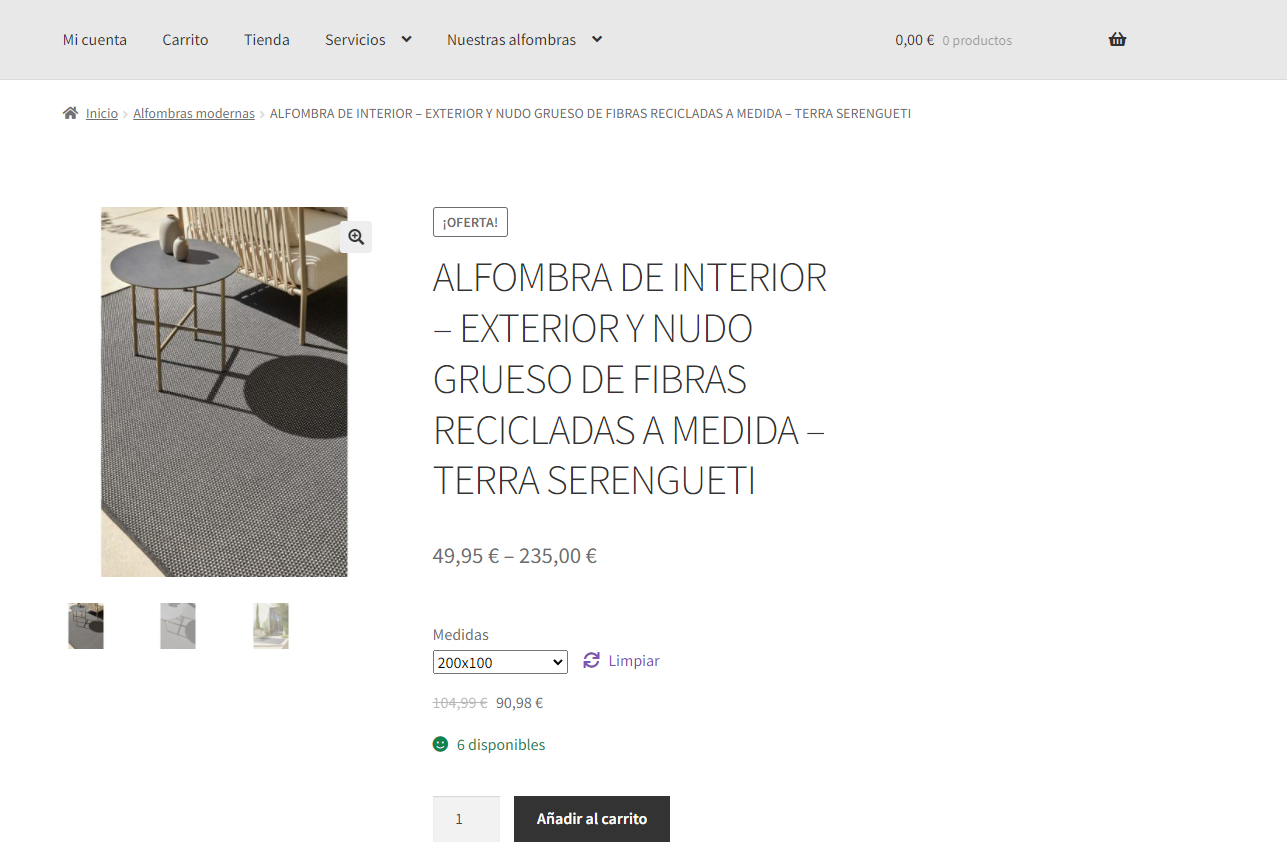 Mi cuenta Carrito Tienda Servicios Nuestras alfombras 0,00 € 0 productos
Inicio Alfombras modernas ALFOMBRA DE INTERIOR – EXTERIOR Y NUDO GRUESO DE FIBRAS RECICLADAS A MEDIDA – TERRA SERENGUETI
¡OFERTA!
ALFOMBRA DE INTERIOR
– EXTERIOR Y NUDO
GRUESO DE FIBRAS
RECICLADAS A MEDIDA –
TERRA SERENGUETI
49,95 € – 235,00 €
Medidas
200x100 Limpiar
104,99 € 90,98 €
6 disponibles
1 Añadir al carrito